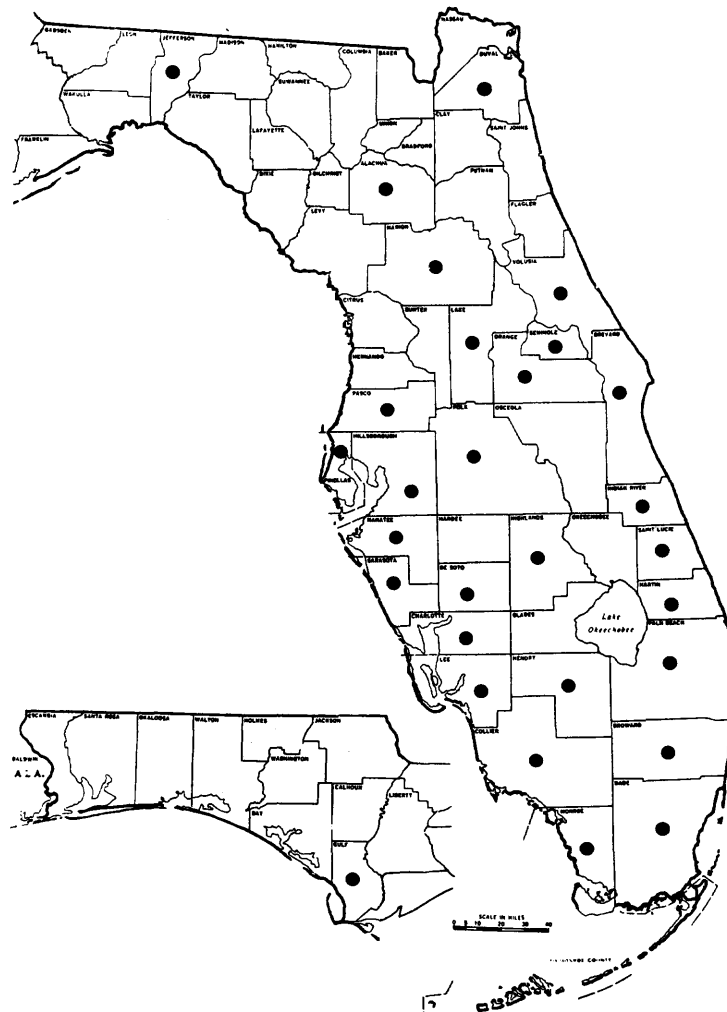 NASSAU
GADSDEN
LEON
JEFFERSON
MADISON
HAMILTON
COLUMBIA
BAKER
DUVAL
SUWANNEE
WAKULLA
TAYLOR
LAFAYETTE
UNION
CLAY
SAINT JOHNS
BRADFORD
FRANKLIN
ALACHUA
DIXIE
GILCHRIST
PUTNAM
LEVY
FLAGLER
MARION
VOLUSIA
CITRUS
SUMTER
LAKE
ORANGE
SEMINOLE
BREVARD
HERNANDO
PASCO
POLK
OSCEOLA
HILLSBOROUGH
PINELLAS
INDIAN RIVER
MANATEE
HARDEE
HIGHLANDS
OKEECHOBEE
SAINT LUCIE
SARASOTA
DE SOTO
MARTIN
CHARLOTTE
GLADES
Lake
Okeechobee
PALM BEACH
LEE
HENDRY
COLLIER
BROWARD
DADE
MONROE
ESCAMBIA
SANTA ROSA
OKALOOSA
WALTON
HOLMES
JACKSON
BALDWIN
ALA.
WASHINGTON
CALHOUN
LIBERTY
BAY
GULF
SCALE IN MILES
0 5 10 20 30 40